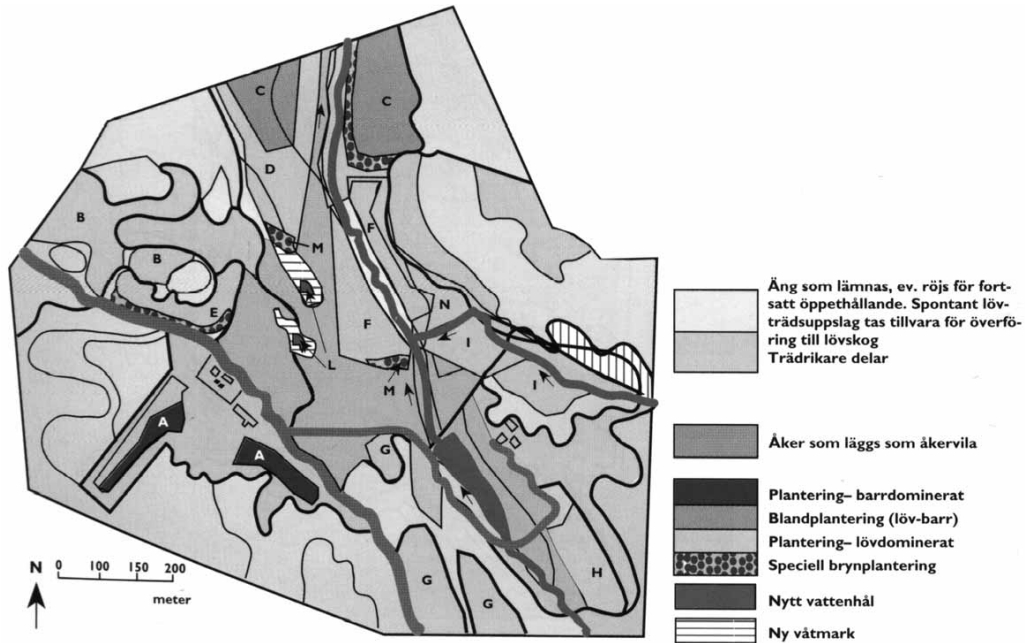 C
C
D
B
B
M
F
N
E
F
I
L
M
I
A
A
G
G
G
H
N
0 100 150 200
meter
Äng som lämnas, ev. röjs för fort-
satt öppethållande. Spontant löv-
trädsuppslag tas tillvara för överfö-
ring till lövskog
Trädrikare delar
Åker som läggs som åkervila
Plantering– barrdominerat
Blandplantering (löv-barr)
Plantering– lövdominerat
Speciell brynplantering
Nytt vattenhål
Ny våtmark